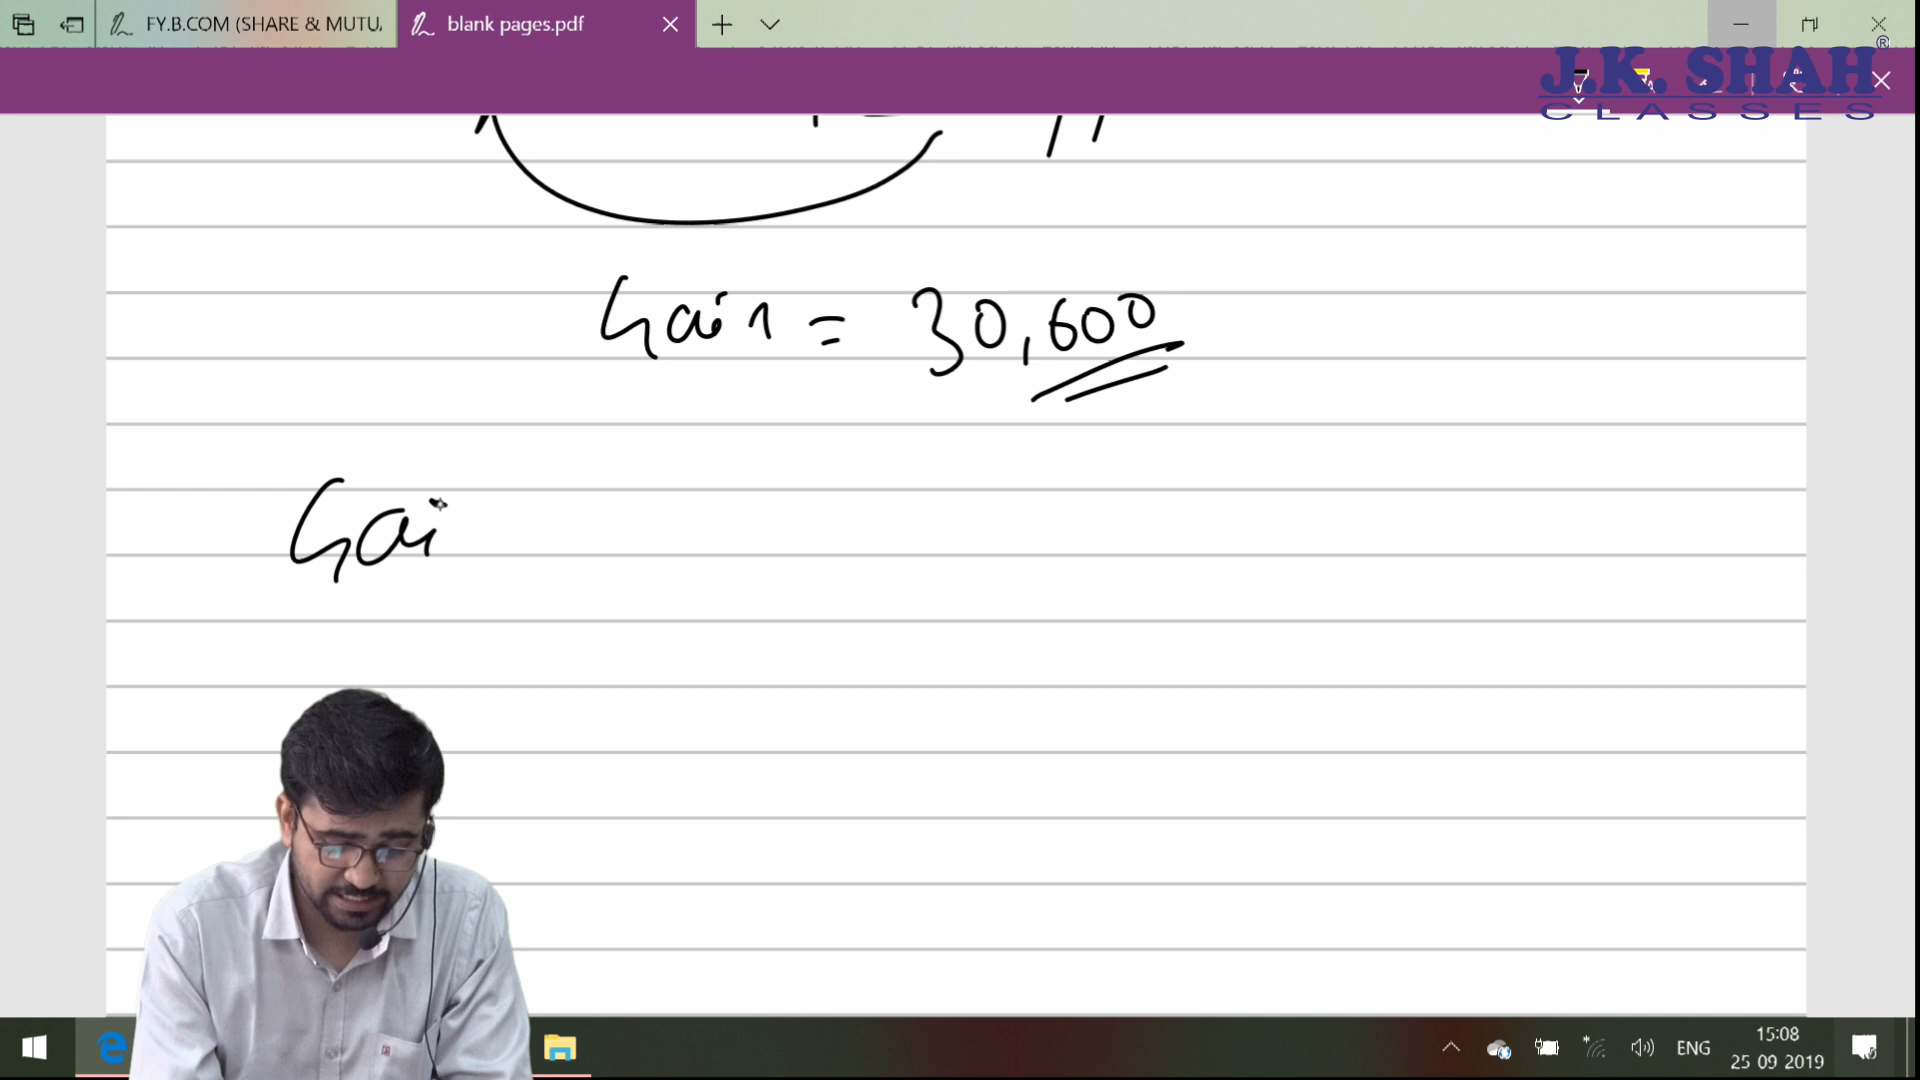 FY.B.COM (SHARE & MUTU
blank pages.pdf
J.K. SHAH®
CLASSES
Gain = 30,600
Gai
ENG
15:08
25 09 2019